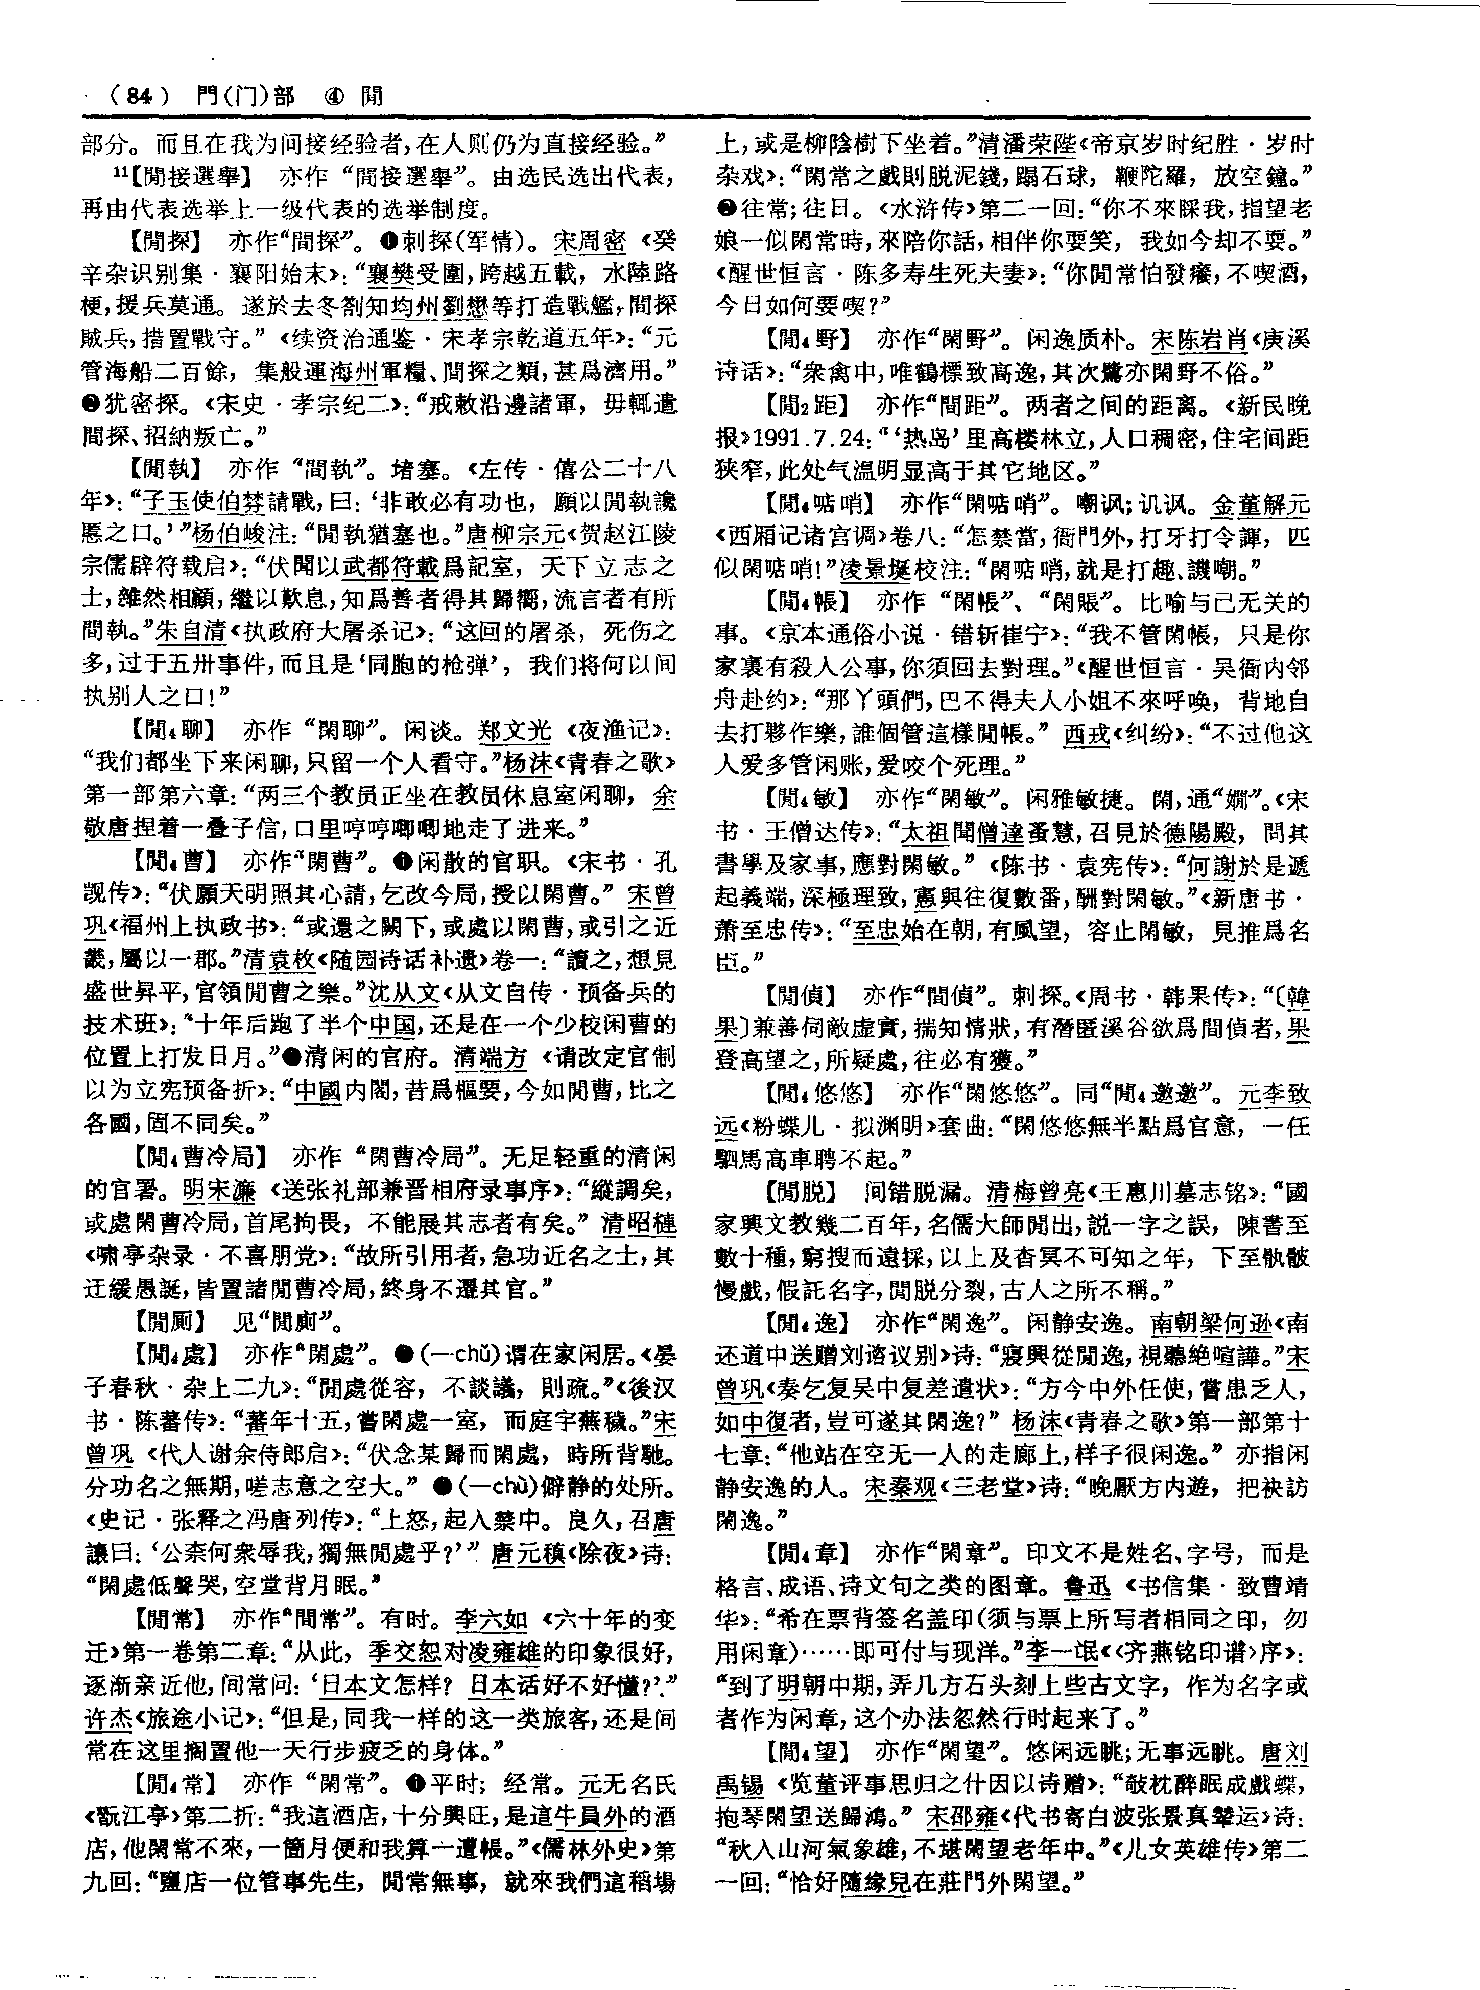 （84） 門(门)部 ④ 閒
部分。而且在我为间接经验者,在人则仍为直接经验。”
¹¹【閒接選舉】 亦作“間接選舉”。由选民选出代表，
再由代表选举上一级代表的选举制度。
【閒探】 亦作“間探”。❶刺探(军情)。宋周密《癸
辛杂识别集·襄阳始末》：“襄樊受圍,跨越五載，水陸路
梗,援兵莫通。遂於去冬劄知均州劉懋等打造戰艦,間探
賊兵,措置戰守。”《续资治通鉴·宋孝宗乾道五年》：“元
管海船二百餘，集般運海州軍糧、間探之類,甚爲濟用。”
❷犹密探。《宋史·孝宗纪二》：“戒敕沿邊諸軍，毋輒遣
間探、招納叛亡。”
【閒執】 亦作“間執”。堵塞。《左传·僖公二十八
年》：“子玉使伯棼請戰,曰：‘非敢必有功也，願以閒執讒
慝之口。’”杨伯峻注：“閒執猶塞也。”唐柳宗元《贺赵江陵
宗儒辟符载启》：“伏聞以武都符載爲記室，天下立志之
士,雖然相顧,繼以歎息,知爲善者得其歸嚮,流言者有所
間執。”朱自清《执政府大屠杀记》：“这回的屠杀，死伤之
多,过于五卅事件,而且是‘同胞的枪弹’，我们将何以间
执别人之口！”
【閒₄聊】 亦作“閑聊”。闲谈。郑文光《夜渔记》：
“我们都坐下来闲聊,只留一个人看守。”杨沫《青春之歌》
第一部第六章：“两三个教员正坐在教员休息室闲聊，余
敬唐捏着一叠子信,口里哼哼唧唧地走了进来。”
【閒₄曹】 亦作“閑曹”。❶闲散的官职。《宋书·孔
觊传》：“伏願天明照其心請,乞改今局,授以閑曹。”宋曾
巩《福州上执政书》：“或還之闕下,或處以閑曹,或引之近
畿,屬以一郡。”清袁枚《随园诗话补遗》卷一：“讀之,想見
盛世昇平,官領閒曹之樂。”沈从文《从文自传·预备兵的
技术班》：“十年后跑了半个中国,还是在一个少校闲曹的
位置上打发日月。”❷清闲的官府。清端方《请改定官制
以为立宪预备折》：“中國内閣,昔爲樞要,今如閒曹,比之
各國,固不同矣。”
【閒₄曹冷局】 亦作“閑曹冷局”。无足轻重的清闲
的官署。明宋濂《送张礼部兼晋相府录事序》：“縱調矣，
或處閑曹冷局,首尾拘畏，不能展其志者有矣。”清昭槤
《啸亭杂录·不喜朋党》：“故所引用者,急功近名之士,其
迂緩愚誕,皆置諸閒曹冷局,終身不遷其官。”
【閒厠】 见“閒廁”。
【閒₄處】 亦作“閑處”。❶(一chǔ)谓在家闲居。《晏
子春秋·杂上二九》：“閒處從容，不談議，則疏。”《後汉
书·陈蕃传》：“蕃年十五,嘗閑處一室，而庭宇蕪穢。”宋
曾巩《代人谢余侍郎启》：“伏念某歸而閑處，時所背馳。
分功名之無期,嗟志意之空大。”❷(一chù)僻静的处所。
《史记·张释之冯唐列传》：“上怒,起入禁中。良久,召唐
讓曰：‘公柰何衆辱我,獨無閒處乎？’”唐元稹《除夜》诗：
“閑處低聲哭,空堂背月眠。”
【閒常】 亦作“間常”。有时。李六如《六十年的变
迁》第一卷第二章：“从此，季交恕对凌雍雄的印象很好，
逐渐亲近他,间常问：‘日本文怎样？日本话好不好懂？’。”
许杰《旅途小记》：“但是,同我一样的这一类旅客,还是间
常在这里搁置他一天行步疲乏的身体。”
【閒₄常】 亦作“閑常”。❶平时；经常。元无名氏
《翫江亭》第二折：“我這酒店,十分興旺,是這牛員外的酒
店,他閑常不來,一箇月便和我算一遭帳。”《儒林外史》第
九回：“鹽店一位管事先生，閒常無事，就來我們這稻場
上,或是柳陰樹下坐着。”清潘荣陛《帝京岁时纪胜·岁时
杂戏》：“閑常之戲則脱泥錢,蹋石球，鞭陀羅，放空鐘。”
❷往常；往日。《水浒传》第二一回：“你不來睬我,指望老
娘一似閑常時,來陪你話,相伴你耍笑，我如今却不耍。”
《醒世恒言·陈多寿生死夫妻》：“你閒常怕發癢,不喫酒，
今日如何要喫？”
【閒₄野】 亦作“閑野”。闲逸质朴。宋陈岩肖《庚溪
诗话》：“衆禽中,唯鶴標致高逸,其次鷺亦閑野不俗。”
【閒₂距】 亦作“間距”。两者之间的距离。《新民晚
报》1991.7.24：“‘热岛’里高楼林立,人口稠密,住宅间距
狭窄,此处气温明显高于其它地区。”
【閒₄啽哨】 亦作“閑啽哨”。嘲讽；讥讽。金董解元
《西厢记诸宫调》卷八：“怎禁當,衙門外,打牙打令諢，匹
似閑啽哨！”凌景埏校注：“閑啽哨,就是打趣、譏嘲。”
【閒₄帳】 亦作“閑帳”、“閑賬”。比喻与己无关的
事。《京本通俗小说·错斩崔宁》：“我不管閑帳，只是你
家裏有殺人公事,你須回去對理。”《醒世恒言·吴衙内邻
舟赴约》：“那丫頭們,巴不得夫人小姐不來呼唤，背地自
去打夥作樂,誰個管這樣閒帳。”西戎《纠纷》：“不过他这
人爱多管闲账,爱咬个死理。”
【閒₄敏】 亦作“閑敏”。闲雅敏捷。閑,通“嫺”。《宋
书·王僧达传》：“太祖聞僧達蚤慧,召見於德陽殿，問其
書學及家事,應對閑敏。”《陈书·袁宪传》：“何謝於是遞
起義端,深極理致,憲與往復數番,酬對閑敏。”《新唐书·
萧至忠传》：“至忠始在朝,有風望，容止閑敏，見推爲名
臣。”
【閒偵】 亦作“間偵”。刺探。《周书·韩果传》：“〔韓
果〕兼善伺敵虛實,揣知情狀,有潛匿溪谷欲爲間偵者,果
登高望之,所疑處,往必有獲。”
【閒₄悠悠】 亦作“閑悠悠”。同“閒₄邀邀”。元李致
远《粉蝶儿·拟渊明》套曲：“閑悠悠無半點爲官意，一任
駟馬高車聘不起。”
【閒脱】 间错脱漏。清梅曾亮《王惠川墓志铭》：“國
家興文教幾二百年,名儒大師閒出,説一字之誤，陳書至
數十種,窮搜而遠採,以上及杳冥不可知之年，下至骫骳
慢戲,假託名字,閒脱分裂,古人之所不稱。”
【閒₄逸】 亦作“閑逸”。闲静安逸。南朝梁何逊《南
还道中送赠刘谘议别》诗：“寢興從閒逸,視聽絶喧譁。”宋
曾巩《奏乞复吴中复差遣状》：“方今中外任使,嘗患乏人，
如中復者,豈可遂其閑逸？”杨沫《青春之歌》第一部第十
七章：“他站在空无一人的走廊上,样子很闲逸。”亦指闲
静安逸的人。宋秦观《三老堂》诗：“晚厭方内遊，把袂訪
閑逸。”
【閒₄章】 亦作“閑章”。印文不是姓名、字号，而是
格言、成语、诗文句之类的图章。鲁迅《书信集·致曹靖
华》：“希在票背签名盖印(须与票上所写者相同之印，勿
用闲章)……即可付与现洋。”李一氓《〈齐燕铭印谱〉序》：
“到了明朝中期,弄几方石头刻上些古文字，作为名字或
者作为闲章,这个办法忽然行时起来了。”
【閒₄望】 亦作“閑望”。悠闲远眺；无事远眺。唐刘
禹锡《览董评事思归之什因以诗赠》：“攲枕醉眠成戲蝶，
抱琴閑望送歸鴻。”宋邵雍《代书寄白波张景真辇运》诗：
“秋入山河氣象雄,不堪閑望老年中。”《儿女英雄传》第二
一回：“恰好隨緣兒在莊門外閑望。”